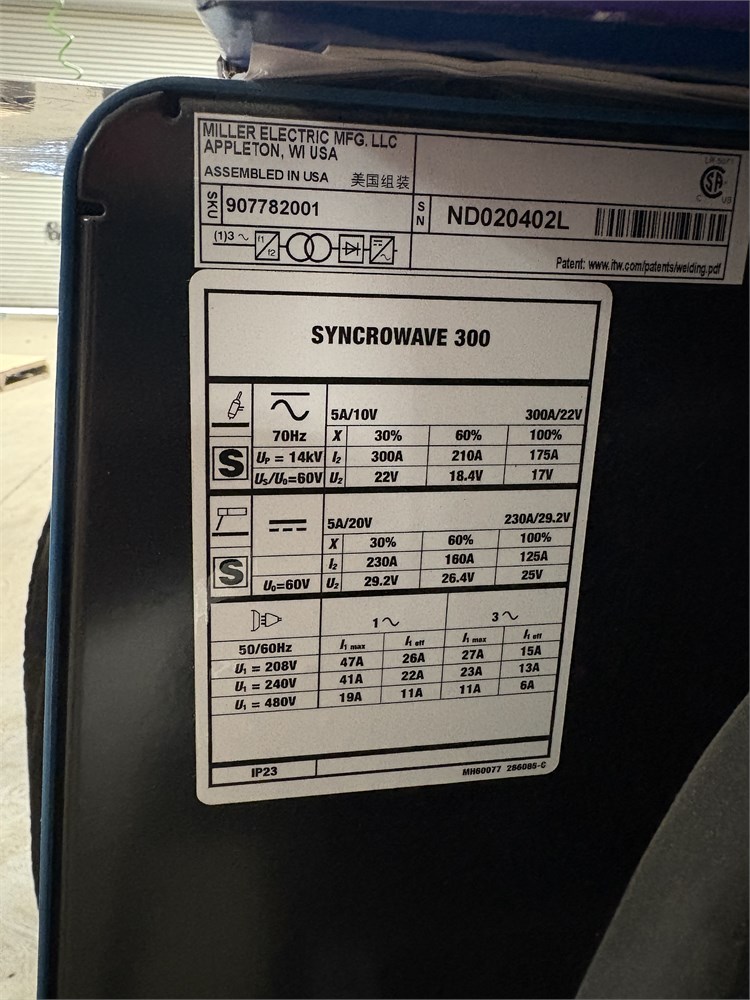 MILLER ELECTRIC MFG. LLC
APPLETON, WI USA
ASSEMBLED IN USA 美国组装
SKU 907782001 SN ND020402L
(1)3 ~ f1 f2
Patent: www.itw.com/patents/welding.pdf
SA C US
SYNCROWAVE 300
5A/10V 300A/22V
70Hz X 30% 60% 100%
S Up = 14kV I2 300A 210A 175A
Us/U0=60V U2 22V 18.4V 17V
5A/20V 230A/29.2V
X 30% 60% 100%
S I2 230A 160A 125A
U0=60V U2 29.2V 26.4V 25V
1 ~ 3 ~
50/60Hz I1 max I1 eff I1 max I1 eff
U1 = 208V 47A 26A 27A 15A
U1 = 240V 41A 22A 23A 13A
U1 = 480V 19A 11A 11A 6A
IP23 MH60077 286085-C